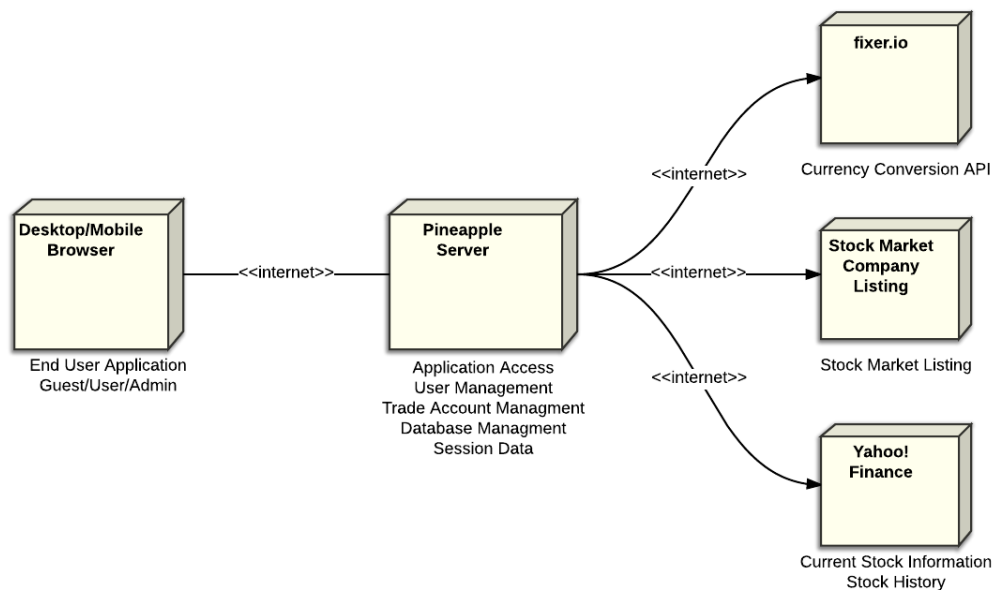 fixer.io
Currency Conversion API
<<internet>>
Desktop/Mobile
Browser
End User Application
Guest/User/Admin
<<internet>>
Pineapple
Server
Application Access
User Management
Trade Account Managment
Database Managment
Session Data
<<internet>>
Stock Market
Company
Listing
Stock Market Listing
<<internet>>
Yahoo!
Finance
Current Stock Information
Stock History